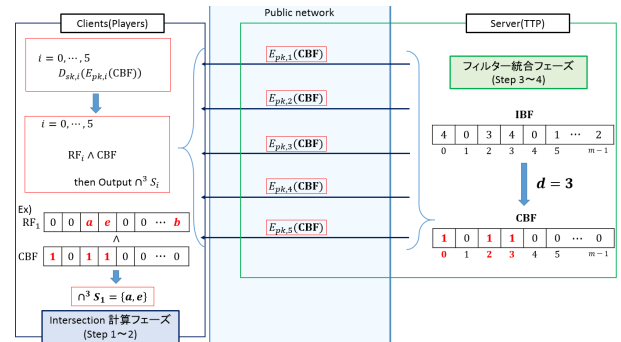 Clients(Players)
i = 0, ⋯, 5
D_{sk,i}(E_{pk,i}(CBF))
i = 0, ⋯, 5
RF_i ∧ CBF
then Output ∩³ S_i
Ex)
RF₁ 0 0 a e 0 0 ⋯ b
∧
CBF 1 0 1 1 0 0 ⋯ 0
∩³ S₁ = {a, e}
Intersection 計算フェーズ
(Step 1～2)
Public network
E_{pk,1}(CBF)
E_{pk,2}(CBF)
E_{pk,3}(CBF)
E_{pk,4}(CBF)
E_{pk,5}(CBF)
Server(TTP)
フィルター統合フェーズ
(Step 3～4)
IBF
4 0 3 4 0 1 ⋯ 2
0 1 2 3 4 5 m−1
d = 3
CBF
1 0 1 1 0 0 ⋯ 0
0 1 2 3 4 5 m−1